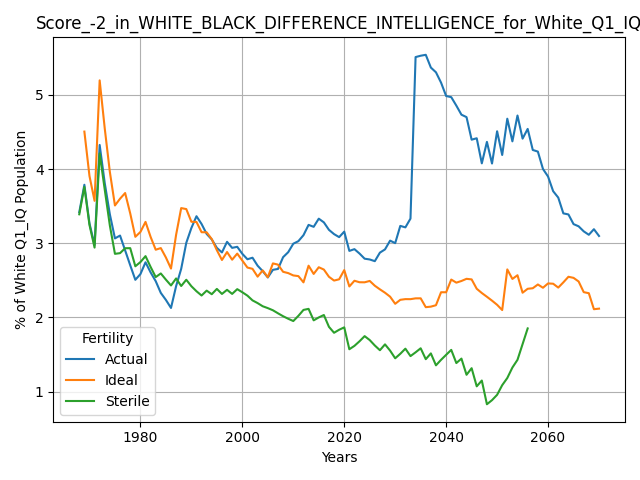 Score_-2_in_WHITE_BLACK_DIFFERENCE_INTELLIGENCE_for_White_Q1_IQ
% of White Q1_IQ Population
5
4
3
2
1
Fertility
Actual
Ideal
Sterile
1980
2000
2020
2040
2060
Years